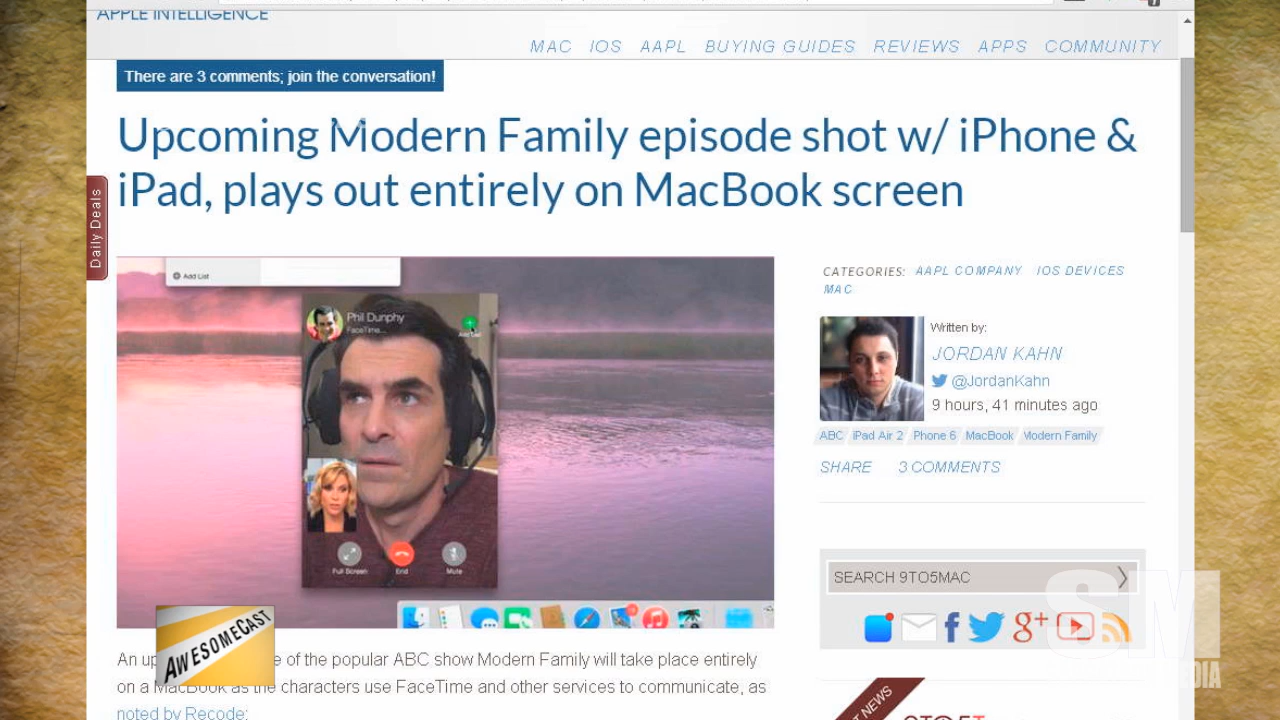 APPLE INTELLIGENCE
MAC IOS AAPL BUYING GUIDES REVIEWS APPS COMMUNITY
There are 3 comments; join the conversation!
Upcoming Modern Family episode shot w/ iPhone &
iPad, plays out entirely on MacBook screen
Daily Deals
Add List
Phil Dunphy
FaceTime...
Full Screen
End
Mute
CATEGORIES: AAPL COMPANY IOS DEVICES
MAC
Written by:
JORDAN KAHN
@JordanKahn
9 hours, 41 minutes ago
ABC iPad Air 2 Phone 6 MacBook Modern Family
SHARE 3 COMMENTS
SEARCH 9TO5MAC
AWESOMECAST
SM
An up e of the popular ABC show Modern Family will take place entirely
on a MacBook as the characters use FaceTime and other services to communicate, as
noted by Recode:
NEWS